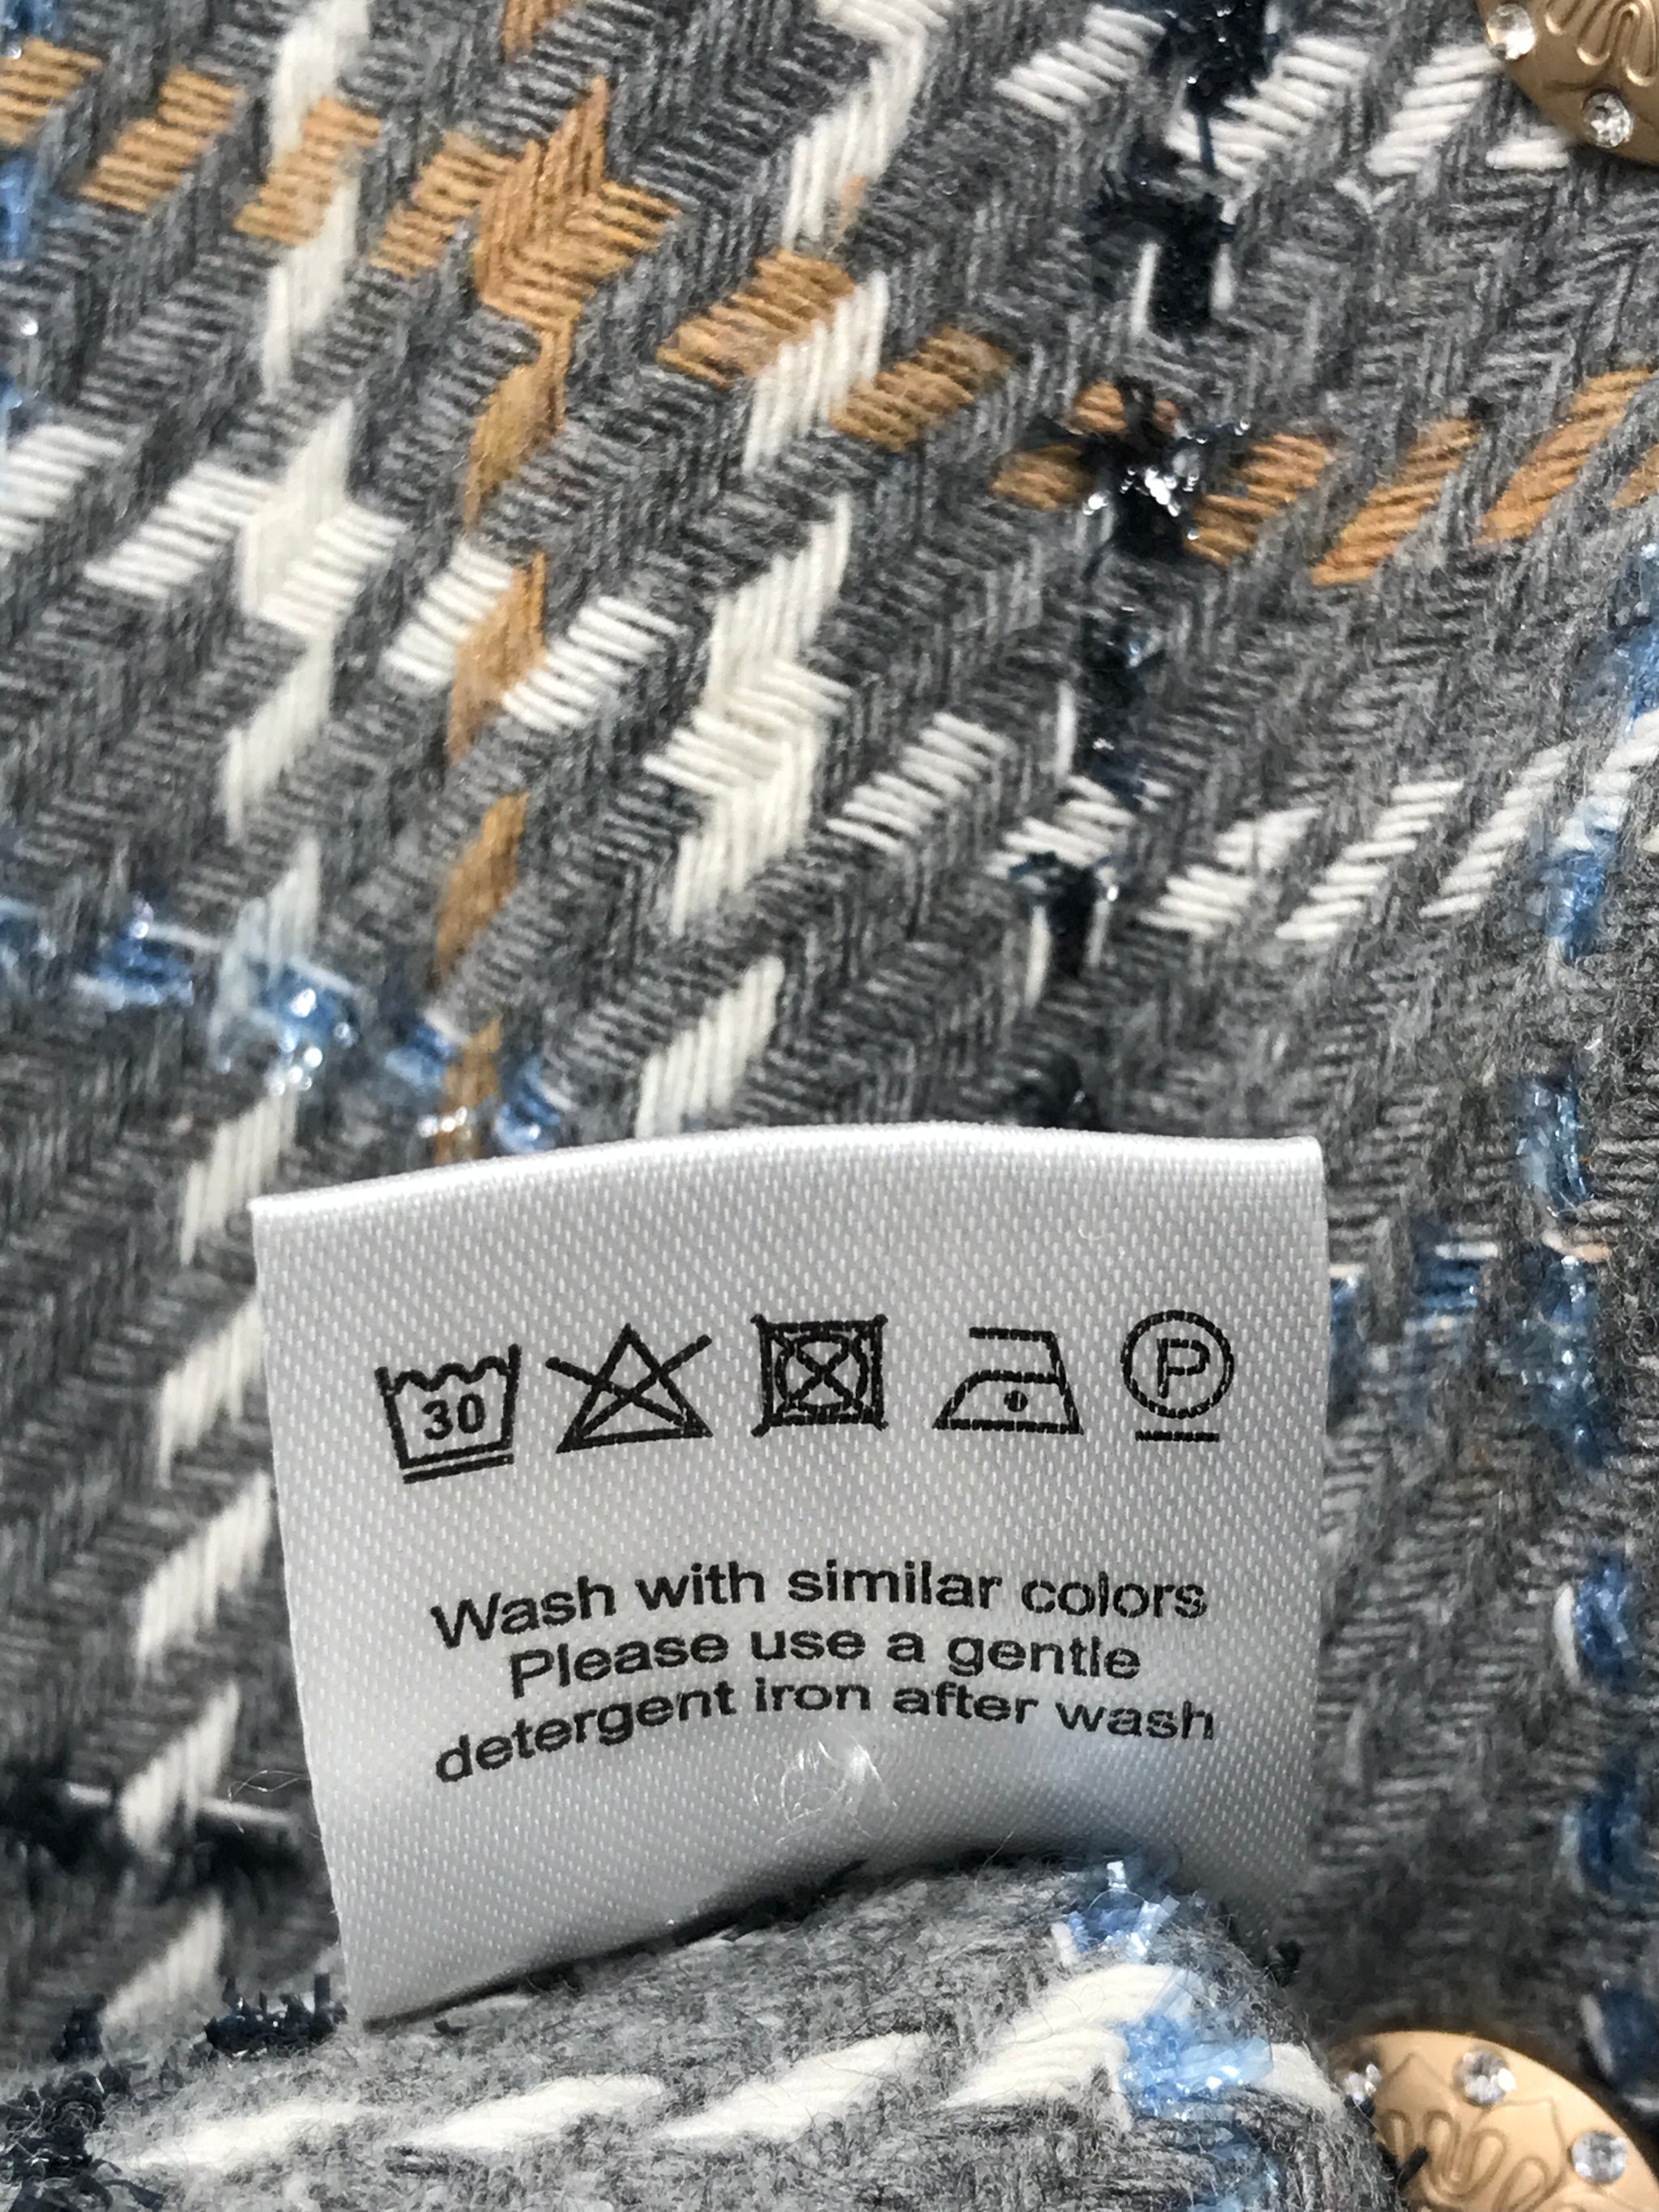 30
P
Wash with similar colors
Please use a gentle
detergent iron after wash